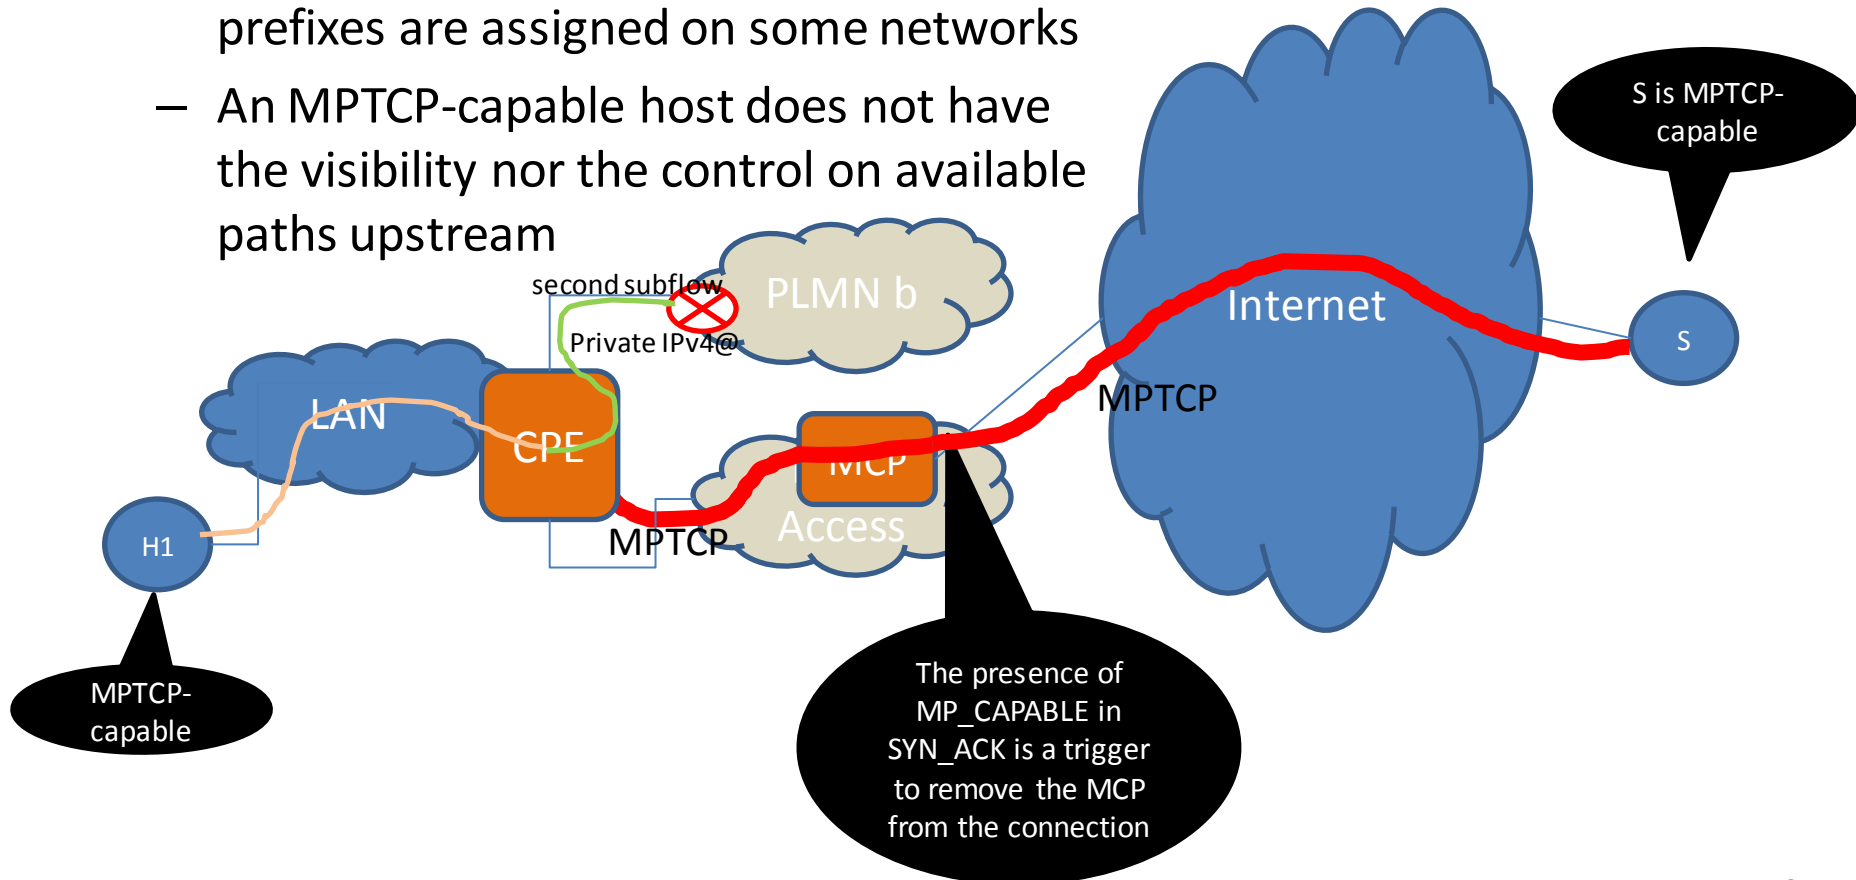 prefixes are assigned on some networks
– An MPTCP-capable host does not have
the visibility nor the control on available
paths upstream
S is MPTCP-
capable
second subflow
PLMN b
Internet
Private IPv4@
S
LAN
MPTCP
CPE
MCP
Access
MPTCP
H1
MPTCP-
capable
The presence of
MP_CAPABLE in
SYN_ACK is a trigger
to remove the MCP
from the connection